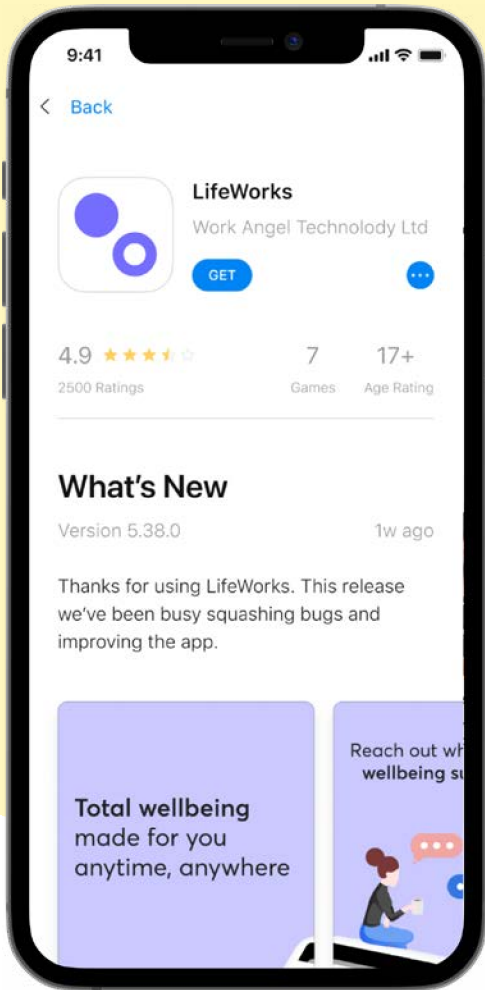 9:41
Back
LifeWorks
Work Angel Technolody Ltd
GET
4.9
7
17+
2500 Ratings
Games
Age Rating
What's New
Version 5.38.0
1w ago
Thanks for using LifeWorks. This release
we've been busy squashing bugs and
improving the app.
Total wellbeing
made for you
anytime, anywhere
Reach out
wellbeing